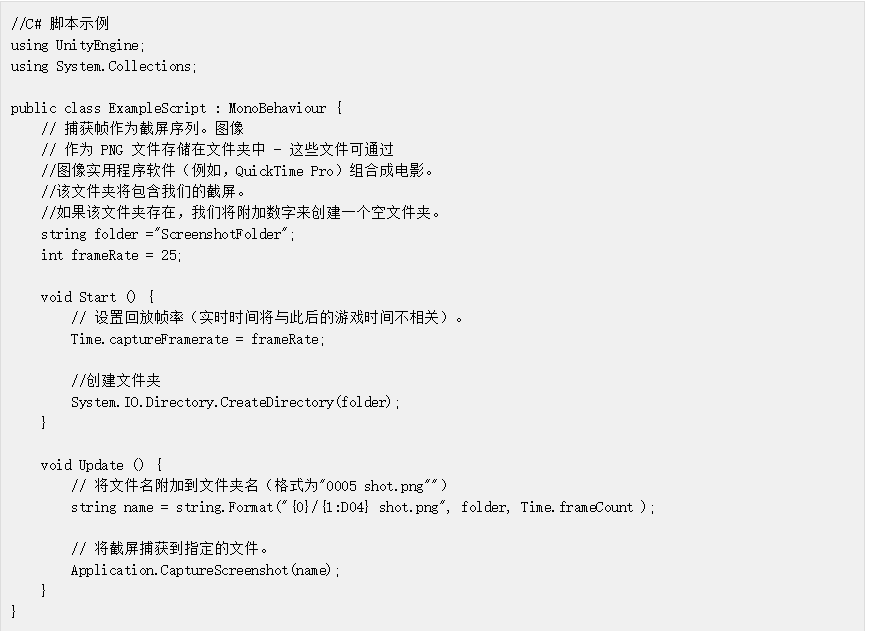 //C# 脚本示例
using UnityEngine;
using System.Collections;

public class ExampleScript : MonoBehaviour {
    // 捕获帧作为截屏序列。图像
    // 作为 PNG 文件存储在文件夹中 - 这些文件可通过
    //图像实用程序软件（例如，QuickTime Pro）组合成电影。
    //该文件夹将包含我们的截屏。
    //如果该文件夹存在，我们将附加数字来创建一个空文件夹。
    string folder ="ScreenshotFolder";
    int frameRate = 25;

    void Start () {
        // 设置回放帧率（实时时间将与此后的游戏时间不相关）。
        Time.captureFramerate = frameRate;

        //创建文件夹
        System.IO.Directory.CreateDirectory(folder);
    }

    void Update () {
        // 将文件名附加到文件夹名（格式为"0005 shot.png""）
        string name = string.Format("{0}/{1:D04} shot.png", folder, Time.frameCount );

        // 将截屏捕获到指定的文件。
        Application.CaptureScreenshot(name);
    }
}